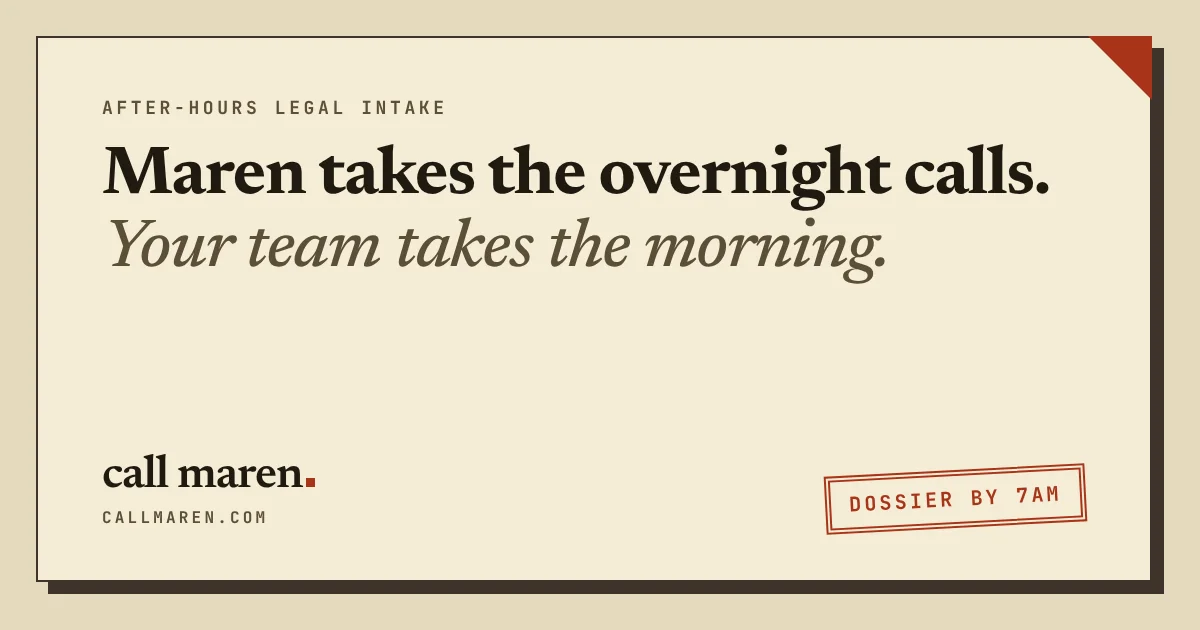 AFTER-HOURS LEGAL INTAKE
Maren takes the overnight calls.
Your team takes the morning.
call maren.
CALLMAREN.COM
DOSSIER BY 7AM